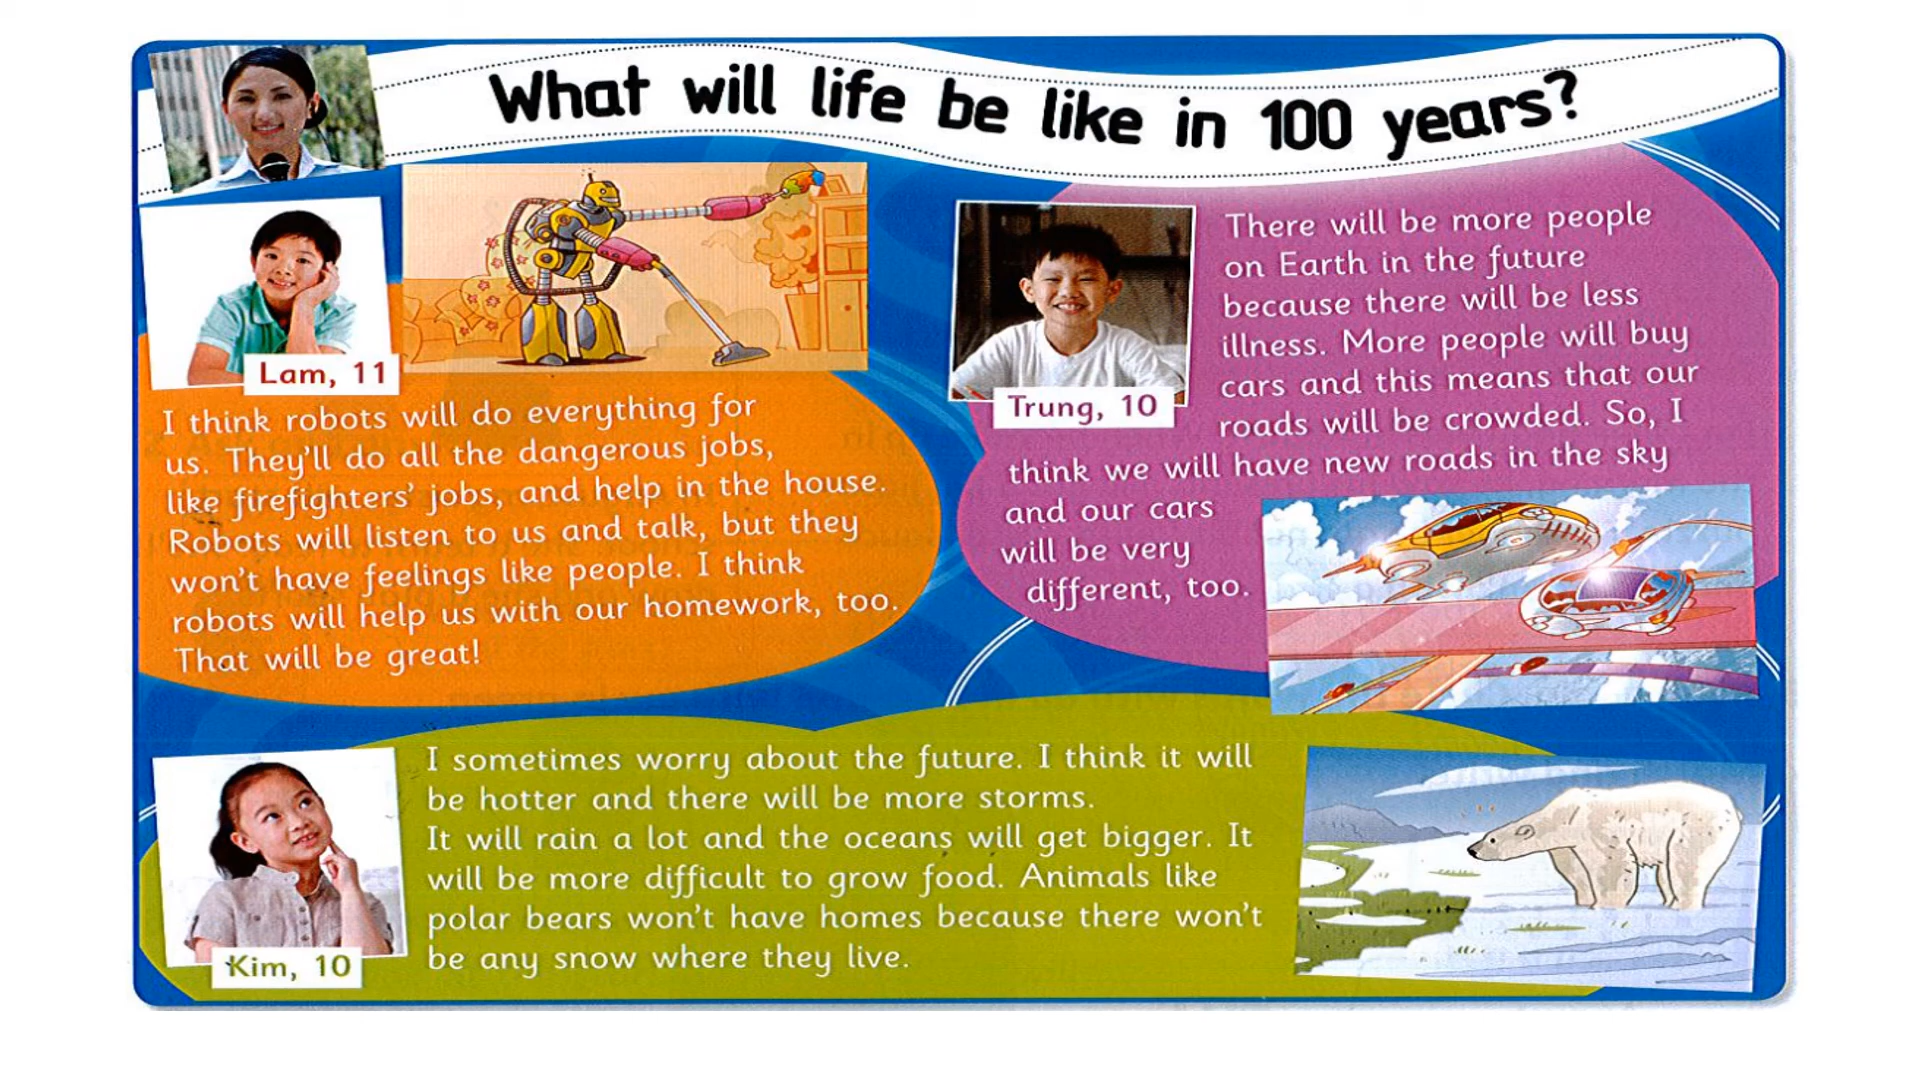 What will life be like in 100 years?
Lam, 11
I think robots will do everything for
us. They'll do all the dangerous jobs,
like firefighters' jobs, and help in the house.
Robots will listen to us and talk, but they
won't have feelings like people. I think
robots will help us with our homework, too.
That will be great!
Trung, 10
There will be more people
on Earth in the future
because there will be less
illness. More people will buy
cars and this means that our
roads will be crowded. So, I
think we will have new roads in the sky
and our cars
will be very
different, too.
Kim, 10
I sometimes worry about the future. I think it will
be hotter and there will be more storms.
It will rain a lot and the oceans will get bigger. It
will be more difficult to grow food. Animals like
polar bears won't have homes because there won't
be any snow where they live.